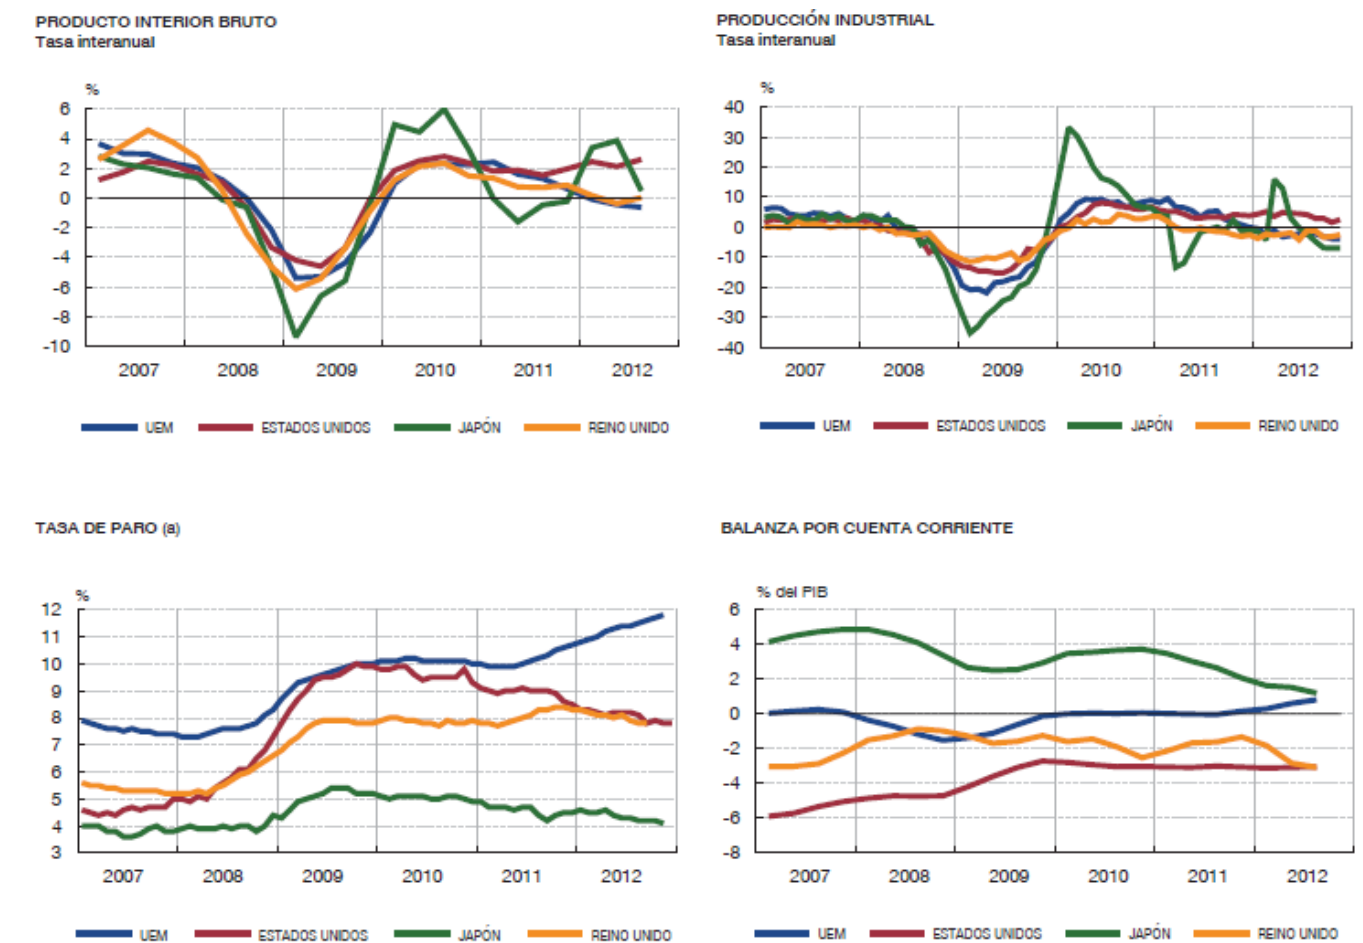 PRODUCTO INTERIOR BRUTO
Tasa interanual
%
6
4
2
0
-2
-4
-6
-8
-10
2007 2008 2009 2010 2011 2012
UEM ESTADOS UNIDOS JAPÓN REINO UNIDO
PRODUCCIÓN INDUSTRIAL
Tasa interanual
%
40
30
20
10
0
-10
-20
-30
-40
2007 2008 2009 2010 2011 2012
UEM ESTADOS UNIDOS JAPÓN REINO UNIDO
TASA DE PARO (a)
%
12
11
10
9
8
7
6
5
4
3
2007 2008 2009 2010 2011 2012
UEM ESTADOS UNIDOS JAPÓN REINO UNIDO
BALANZA POR CUENTA CORRIENTE
% del PIB
6
4
2
0
-2
-4
-6
-8
2007 2008 2009 2010 2011 2012
UEM ESTADOS UNIDOS JAPÓN REINO UNIDO